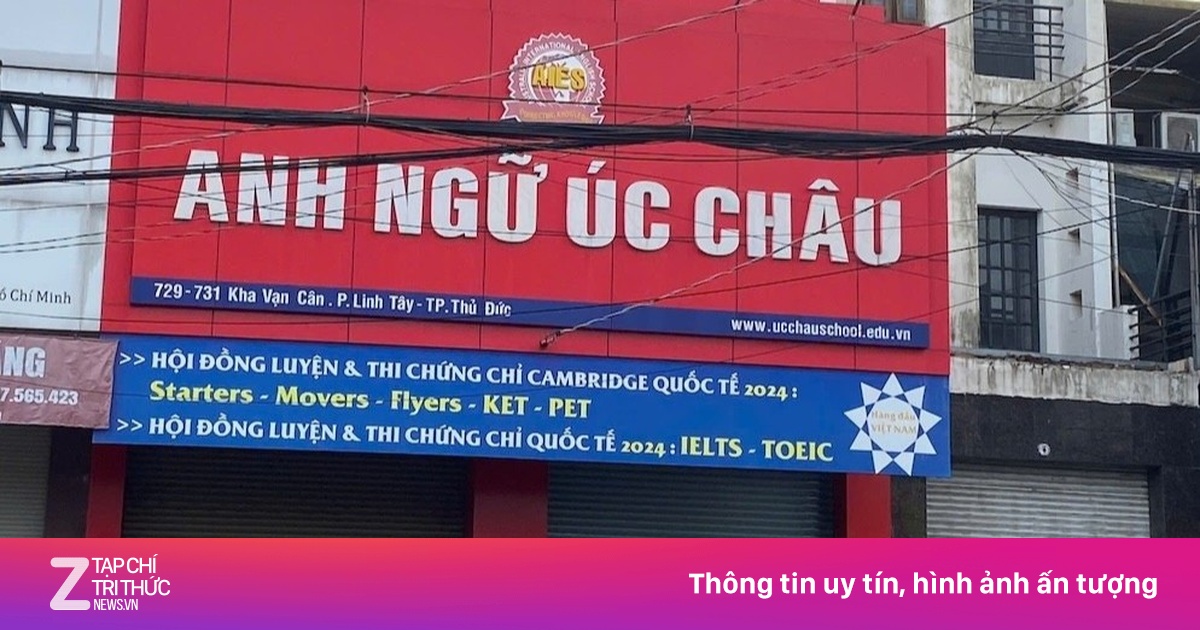 AIES
NH
ANH NGỮ ÚC CHÂU
ồ Chí Minh
729-731 Kha Vạn Cân . P. Linh Tây - TP. Thủ Đức
www.ucchauschool.edu.vn
ANG
7.565.423
>> HỘI ĐỒNG LUYỆN & THI CHỨNG CHỈ CAMBRIDGE QUỐC TẾ 2024 :
Starters - Movers - Flyers - KET - PET
>> HỘI ĐỒNG LUYỆN & THI CHỨNG CHỈ QUỐC TẾ 2024 : IELTS - TOEIC
Hàng đầu
VIỆT NAM
Z TẠP CHÍ
TRI THỨC
NEWS.VN
Thông tin uy tín, hình ảnh ấn tượng